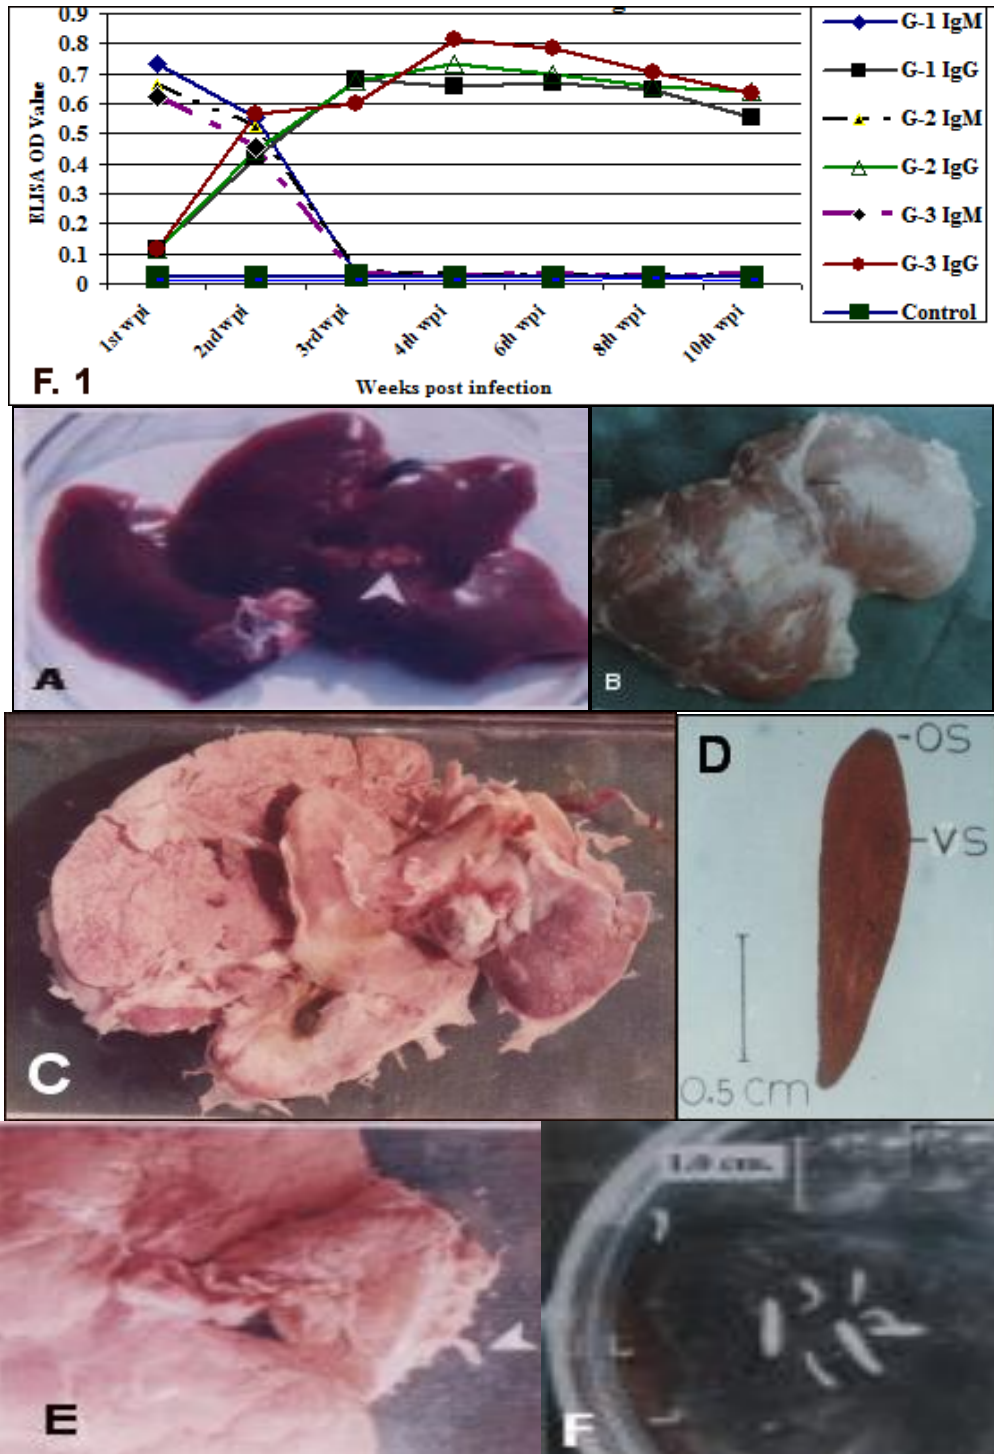 0.9
0.8
0.7
0.6
0.5
0.4
0.3
0.2
0.1
0
ELISA OD Value
1st wpi
2nd wpi
3rd wpi
4th wpi
6th wpi
8th wpi
10th wpi
Weeks post infection
G-1 IgM
G-1 IgG
G-2 IgM
G-2 IgG
G-3 IgM
G-3 IgG
Control
F. 1
A
B
C
D
OS
VS
0.5 cm
E
1.0 cm.
F